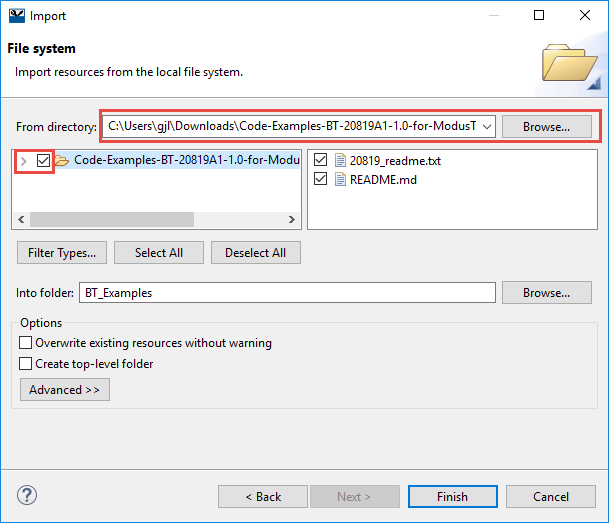 Import
File system
Import resources from the local file system.
From directory: C:\Users\gjl\Downloads\Code-Examples-BT-20819A1-1.0-for-ModusT Browse...
Code-Examples-BT-20819A1-1.0-for-Modu
20819_readme.txt
README.md
Filter Types... Select All Deselect All
Into folder: BT_Examples Browse...
Options
Overwrite existing resources without warning
Create top-level folder
Advanced >>
? < Back Next > Finish Cancel